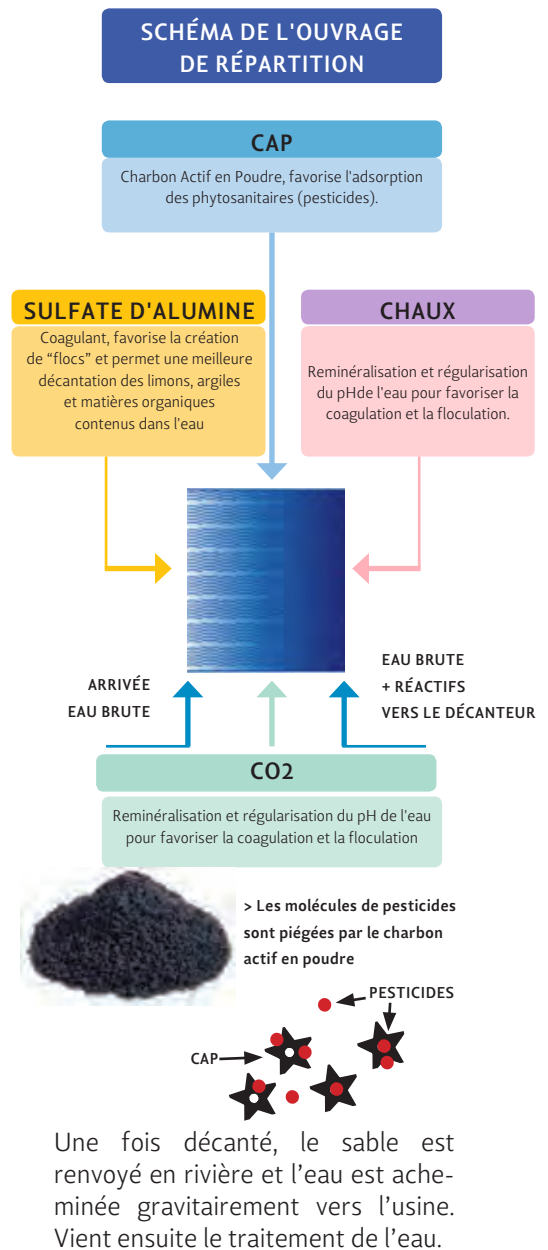 SCHÉMA DE L'OUVRAGE
DE RÉPARTITION
CAP
Charbon Actif en Poudre, favorise l'adsorption
des phytosanitaires (pesticides).
SULFATE D'ALUMINE
Coagulant, favorise la création
de “flocs” et permet une meilleure
décantation des limons, argiles
et matières organiques
contenus dans l'eau
CHAUX
Reminéralisation et régularisation
du pHde l'eau pour favoriser la
coagulation et la floculation.
ARRIVÉE
EAU BRUTE
EAU BRUTE
+ RÉACTIFS
VERS LE DÉCANTEUR
CO2
Reminéralisation et régularisation du pH de l'eau
pour favoriser la coagulation et la floculation
> Les molécules de pesticides
sont piégées par le charbon
actif en poudre
PESTICIDES
CAP
Une fois décanté, le sable est
renvoyé en rivière et l'eau est ache-
minée gravitairement vers l'usine.
Vient ensuite le traitement de l'eau.